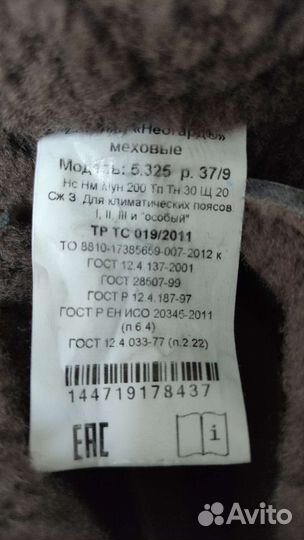 «Неогард»
меховые
Модель: 5.325 р. 37/9
Нс Нм Мун 200 Тп Тн 30 Щ 20
Сж З Для климатических поясов
I, II, III и "особый"
ТР ТС 019/2011
ТО 8810-17385659-007-2012 к
ГОСТ 12.4.137-2001
ГОСТ 28507-99
ГОСТ Р 12.4.187-97
ГОСТ Р ЕН ИСО 20345-2011
(п.6.4)
ГОСТ 12.4.033-77 (п.2.22)
144719178437
EAC
i
Avito